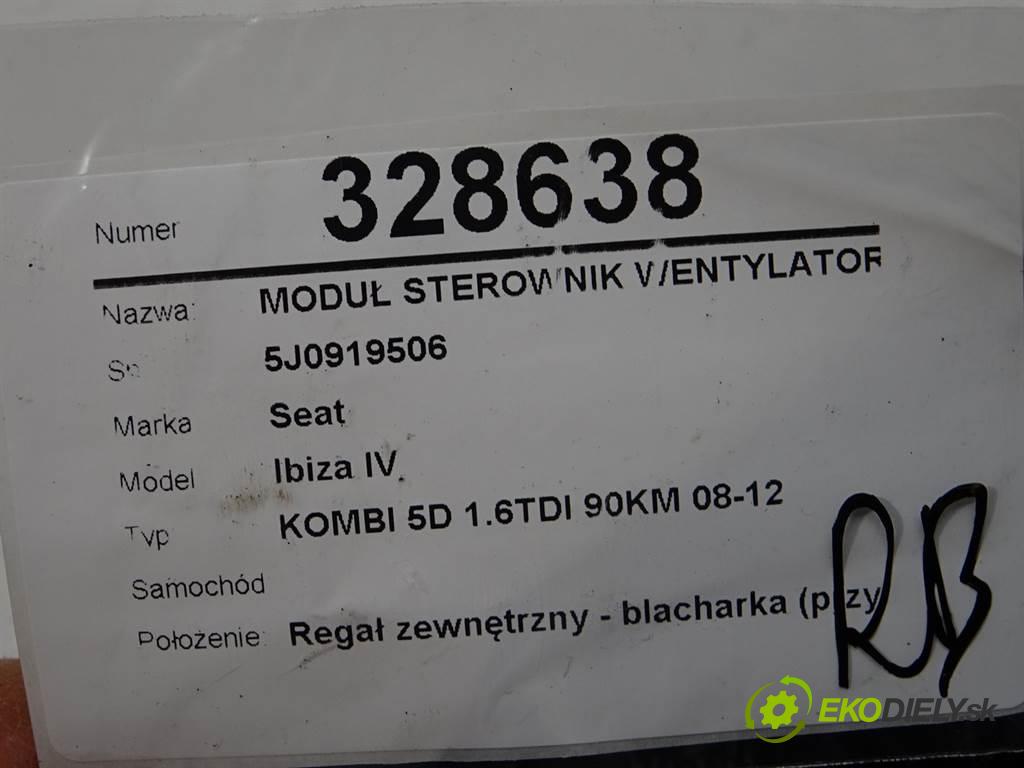 Numer 328638
Nazwa: MODUŁ STEROWNIK WENTYLATOR
5J0919506
Marka Seat
Model Ibiza IV
Typ KOMBI 5D 1.6TDI 90KM 08-12
Samochód
Położenie: Regał zewnętrzny - blacharka (przy
RB
EKODIELY.sk